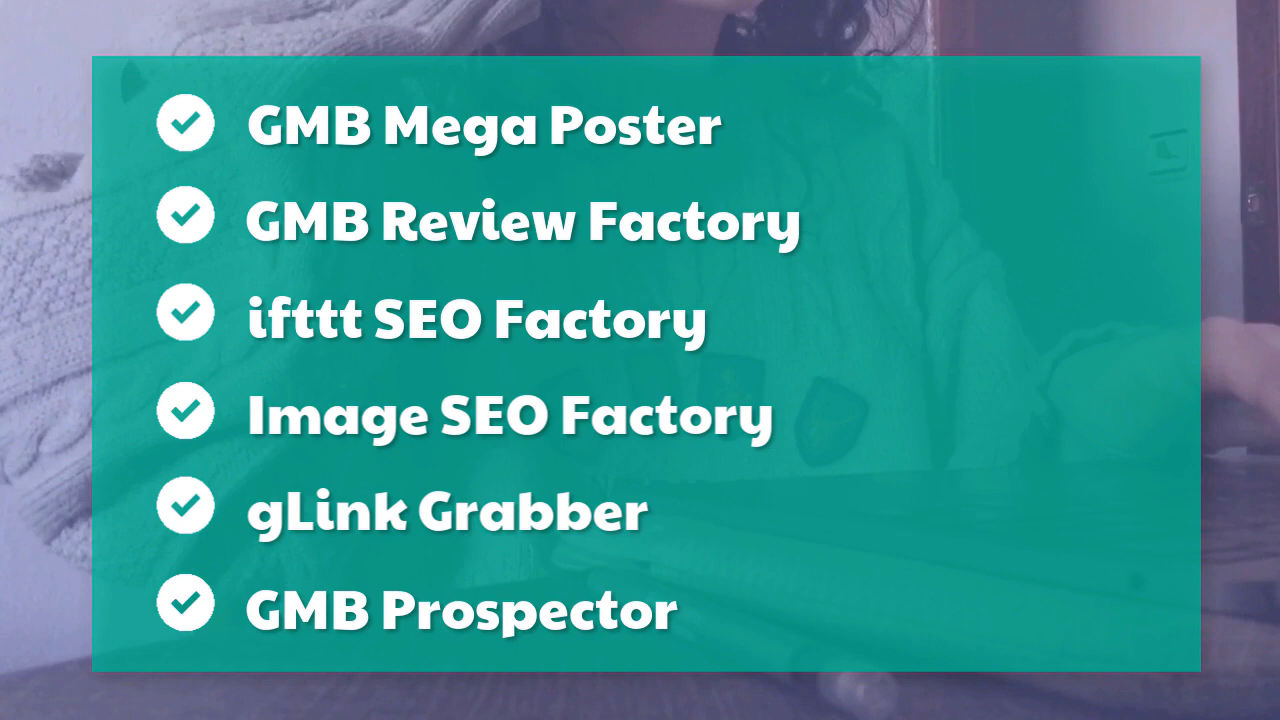 GMB Mega Poster
GMB Review Factory
ifttt SEO Factory
Image SEO Factory
gLink Grabber
GMB Prospector